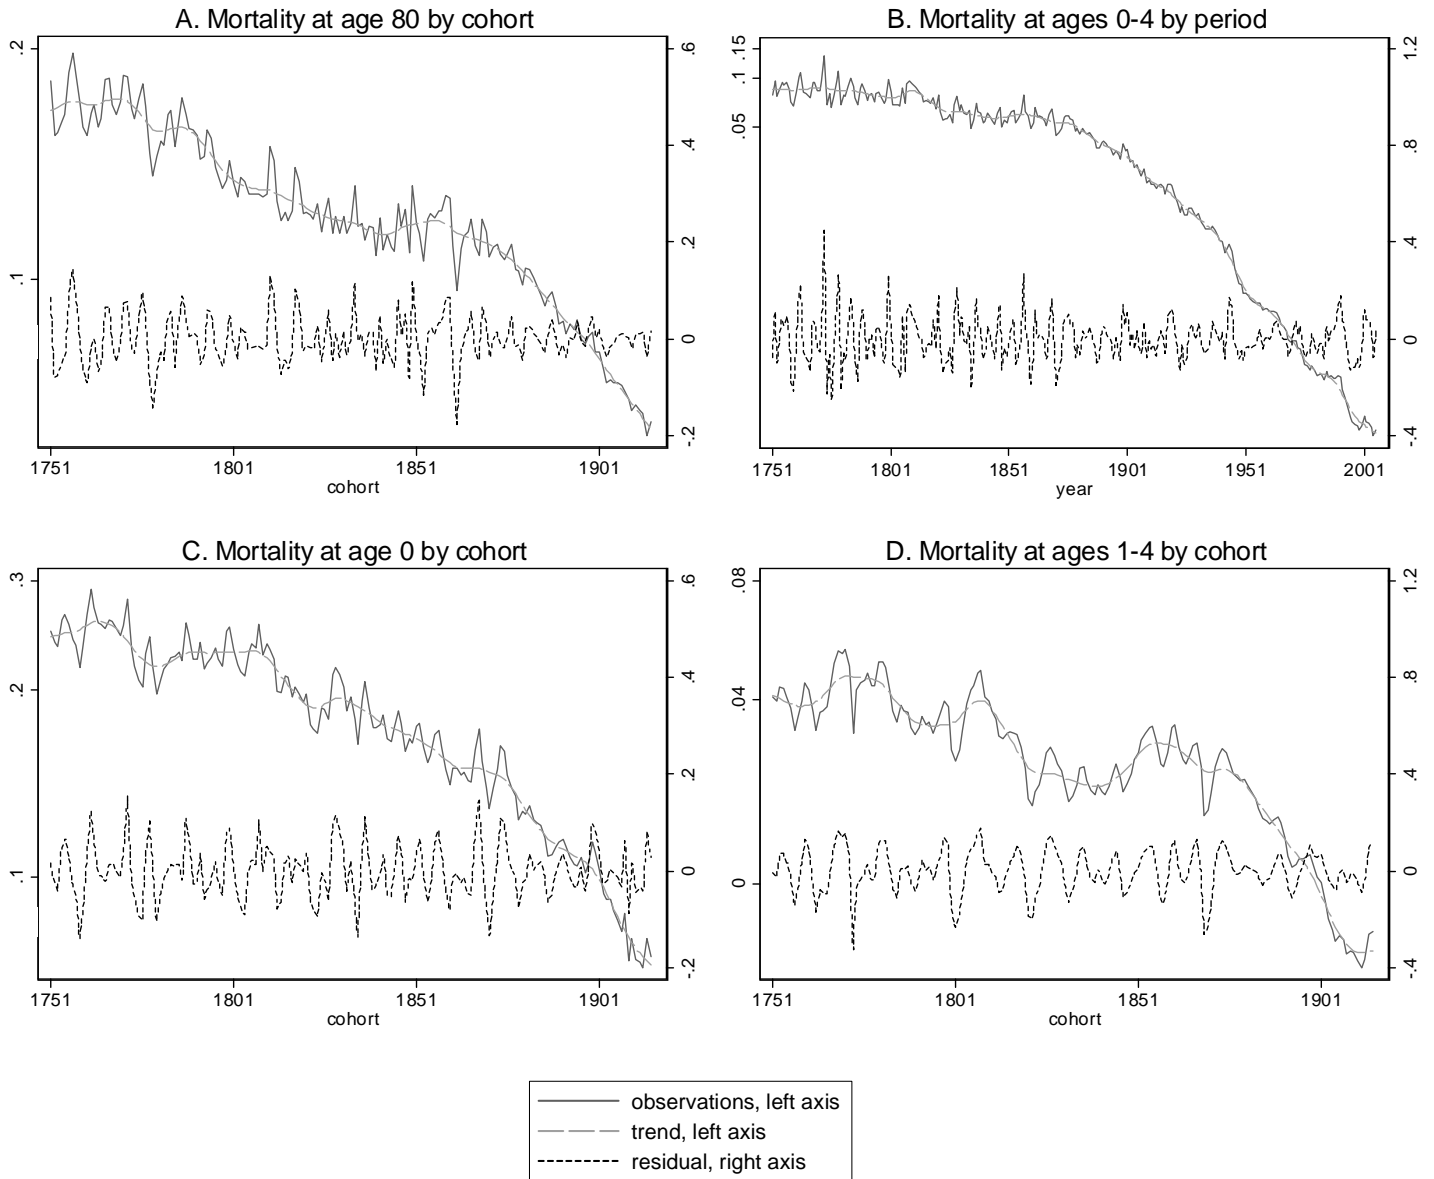 A. Mortality at age 80 by cohort
.2
.1
.6
.4
.2
0
-.2
1751 1801 1851 1901
cohort
B. Mortality at ages 0-4 by period
.15
.1
.05
1.2
.8
.4
0
-.4
1751 1801 1851 1901 1951 2001
year
C. Mortality at age 0 by cohort
.3
.2
.1
.6
.4
.2
0
-.2
1751 1801 1851 1901
cohort
D. Mortality at ages 1-4 by cohort
.08
.04
0
1.2
.8
.4
0
-.4
1751 1801 1851 1901
cohort
observations, left axis
trend, left axis
residual, right axis